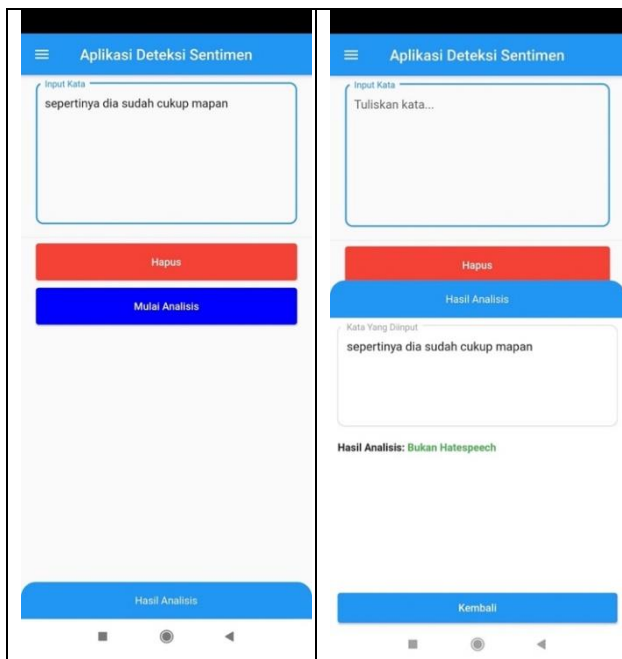 Aplikasi Deteksi Sentimen
Input Kata
sepertinya dia sudah cukup mapan
Hapus
Mulai Analisis
Hasil Analisis
Aplikasi Deteksi Sentimen
Input Kata
Tuliskan kata...
Hapus
Hasil Analisis
Kata Yang Diinput
sepertinya dia sudah cukup mapan
Hasil Analisis: Bukan Hatespeech
Kembali